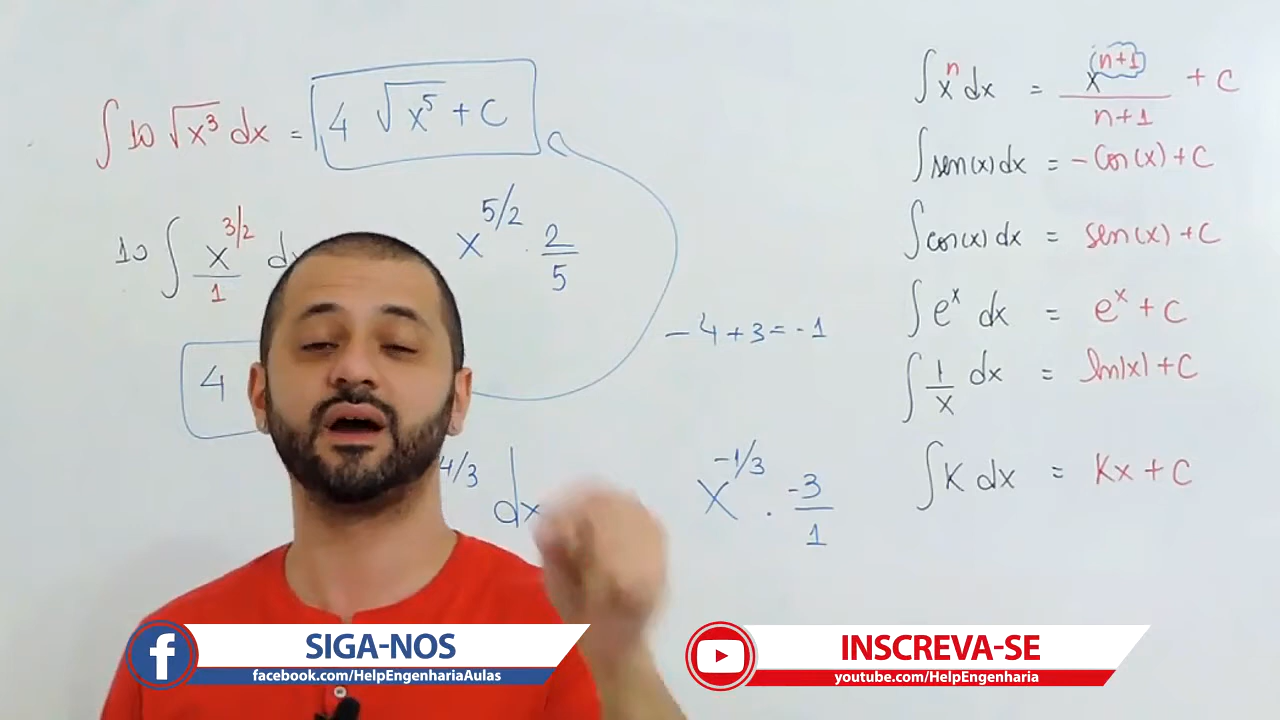 ∫ 10 √x³ dx = 4 √x⁵ + C
10 ∫ x^(3/2)/1 dx
x^(5/2) · 2/5
4
-4+3=-1
4/3 dx
x^(-1/3) · -3/1
∫xⁿ dx = x^(n+1)/(n+1) + C
∫sen(x)dx = -cos(x)+C
∫cos(x)dx = sen(x)+C
∫eˣ dx = eˣ + C
∫1/x dx = ln|x|+C
∫K dx = Kx + C
SIGA-NOS
facebook.com/HelpEngenhariaAulas
INSCREVA-SE
youtube.com/HelpEngenharia